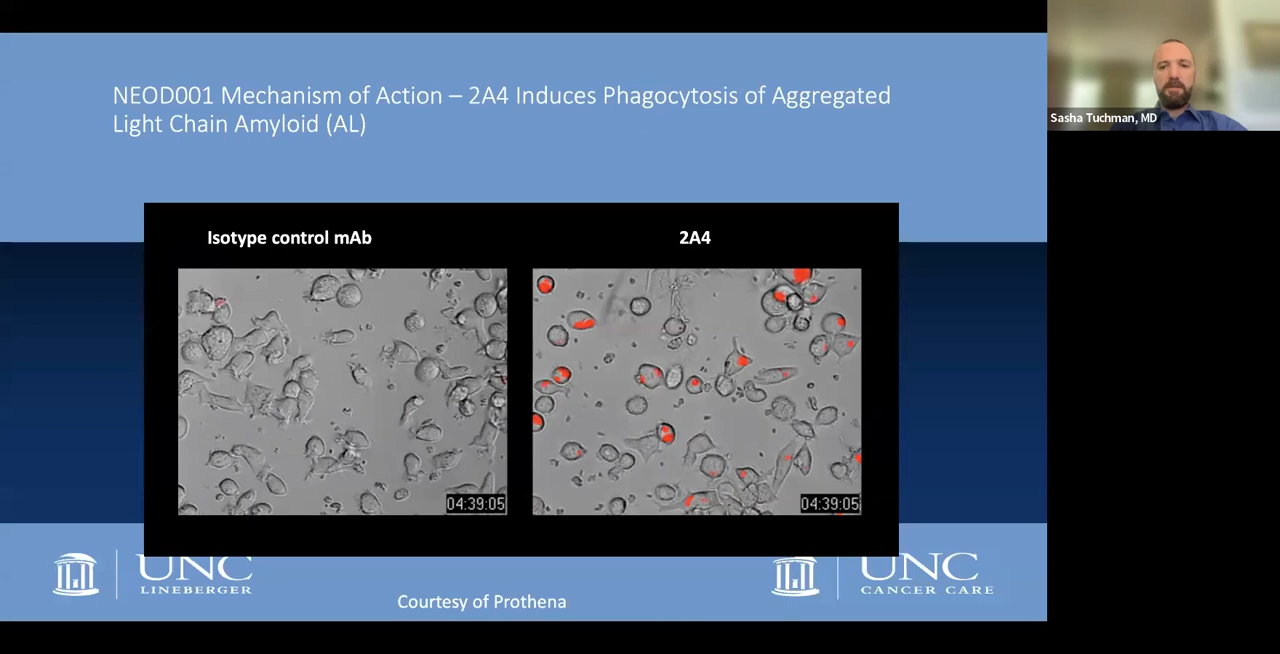 NEOD001 Mechanism of Action – 2A4 Induces Phagocytosis of Aggregated
Light Chain Amyloid (AL)
Sasha Tuchman, MD
Isotype control mAb
2A4
04:39:05
04:39:05
UNC
LINEBERGER
Courtesy of Prothena
UNC
CANCER CARE